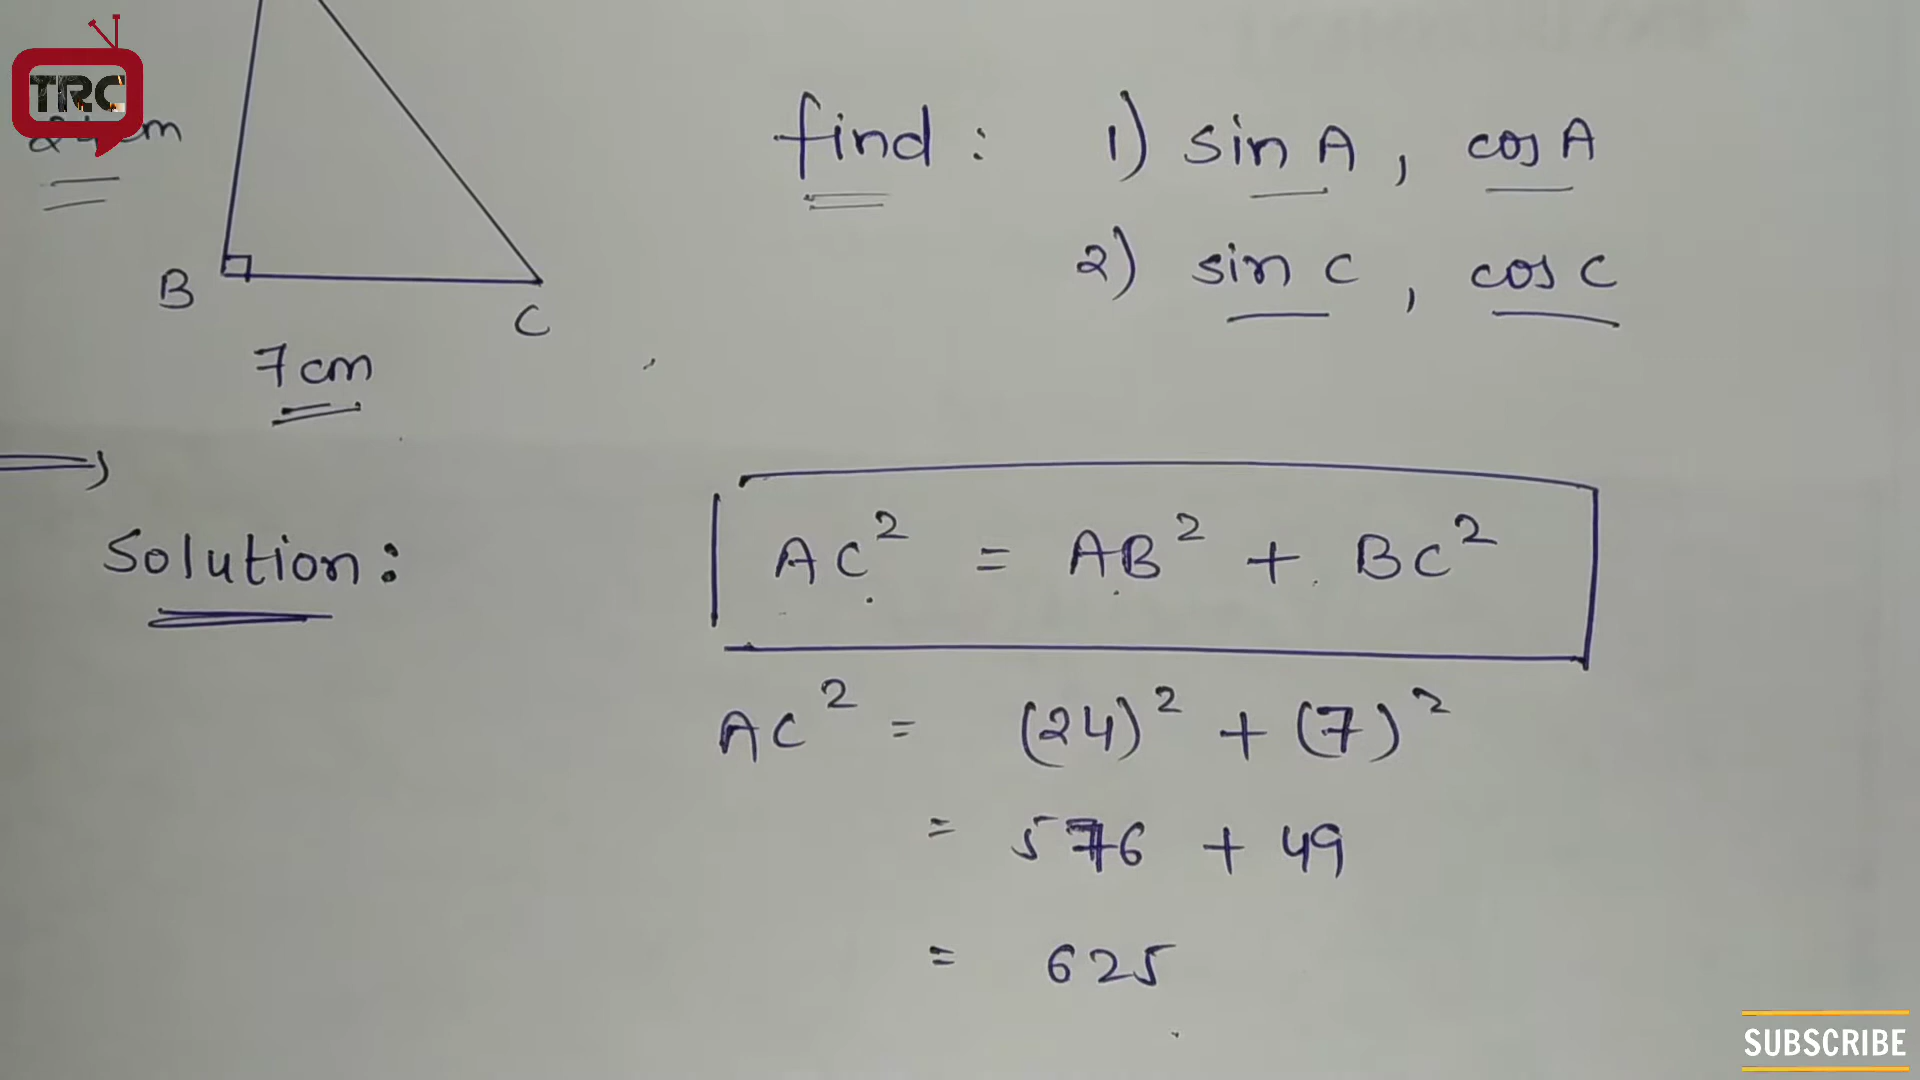 TRC
24cm
find : 1) sin A , cos A
B
2) sin C , cos C
C
7cm
Solution:
AC² = AB² + BC²
AC² = (24)² + (7)²
= 576 + 49
= 625
SUBSCRIBE